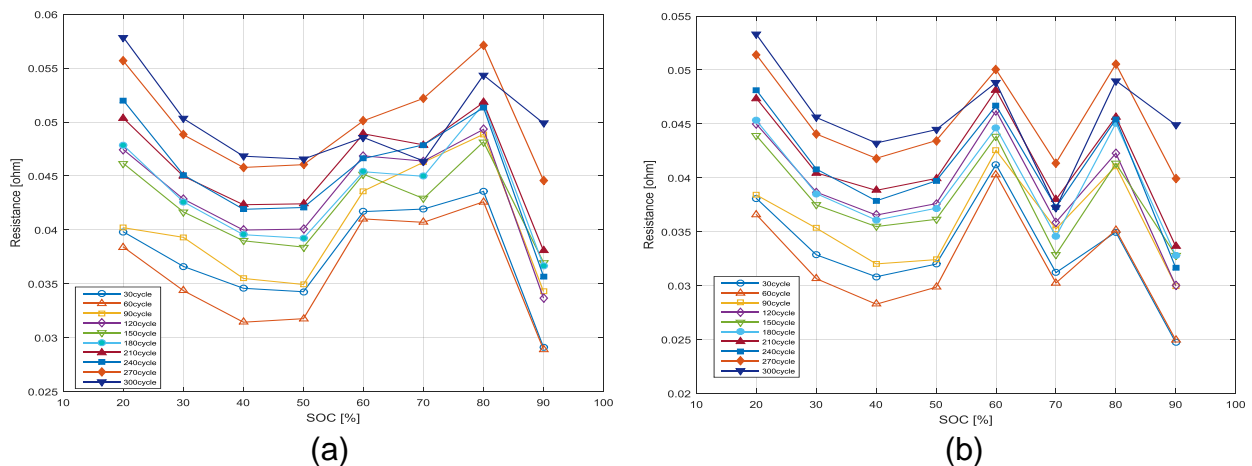 0.06
0.055
0.05
0.045
0.04
0.035
0.03
0.025
Resistance [ohm]
30cycle
60cycle
90cycle
120cycle
150cycle
180cycle
210cycle
240cycle
270cycle
300cycle
10 20 30 40 50 60 70 80 90 100
SOC [%]
(a)
0.055
0.05
0.045
0.04
0.035
0.03
0.025
0.02
Resistance [ohm]
30cycle
60cycle
90cycle
120cycle
150cycle
180cycle
210cycle
240cycle
270cycle
300cycle
10 20 30 40 50 60 70 80 90 100
SOC [%]
(b)